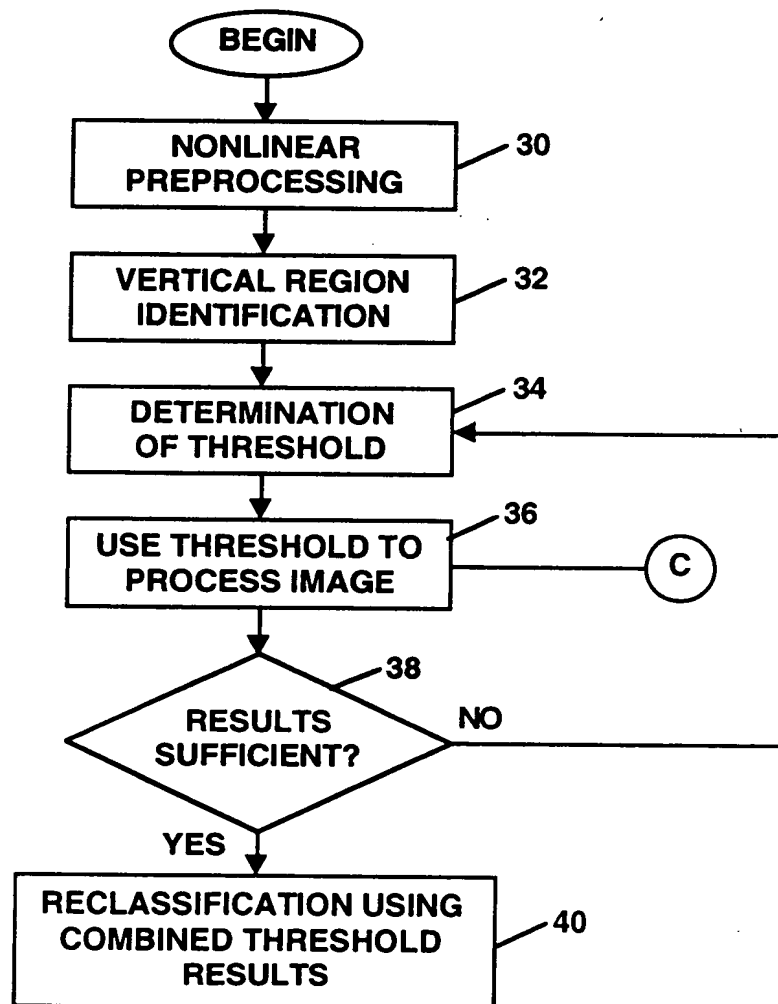 BEGIN
NONLINEAR
PREPROCESSING
30
VERTICAL REGION
IDENTIFICATION
32
DETERMINATION
OF THRESHOLD
34
USE THRESHOLD TO
PROCESS IMAGE
36
C
RESULTS
SUFFICIENT?
38
NO
YES
RECLASSIFICATION USING
COMBINED THRESHOLD
RESULTS
40